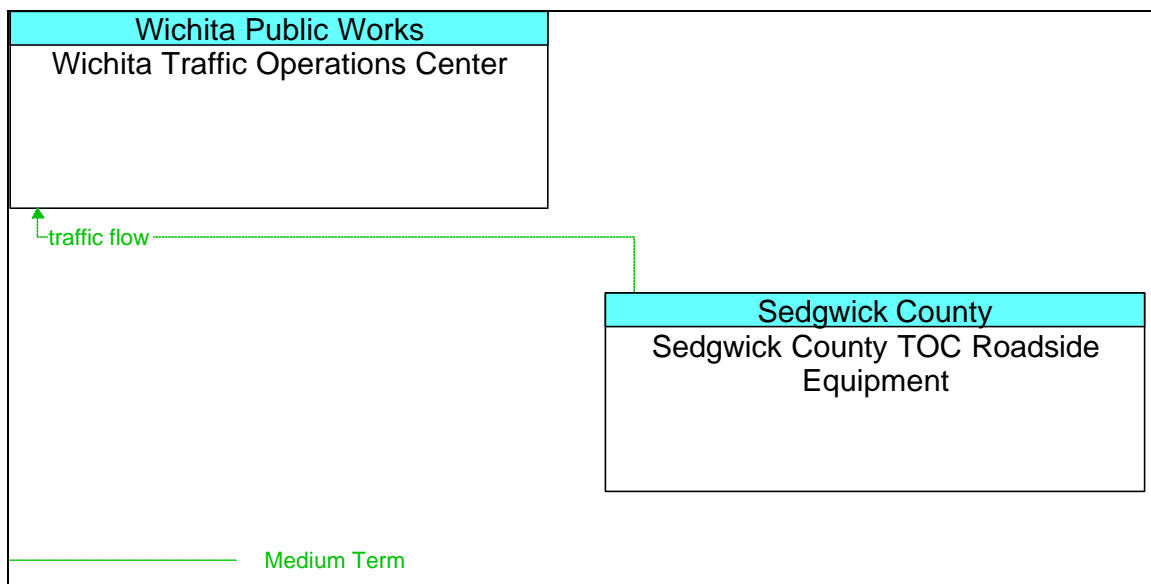 Wichita Public Works
Wichita Traffic Operations Center
traffic flow
Sedgwick County
Sedgwick County TOC Roadside
Equipment
Medium Term